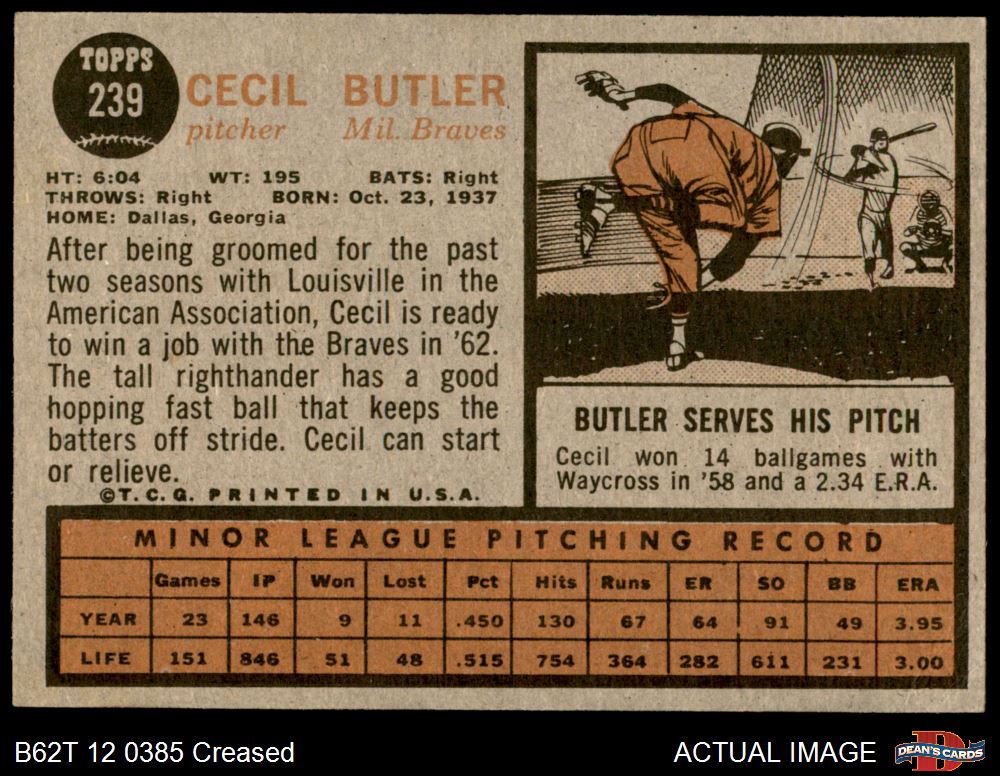 TOPPS
239
CECIL BUTLER
pitcher Mil. Braves
HT: 6:04 WT: 195 BATS: Right
THROWS: Right BORN: Oct. 23, 1937
HOME: Dallas, Georgia
After being groomed for the past
two seasons with Louisville in the
American Association, Cecil is ready
to win a job with the Braves in '62.
The tall righthander has a good
hopping fast ball that keeps the
batters off stride. Cecil can start
or relieve.
©T.C.G. PRINTED IN U.S.A.
BUTLER SERVES HIS PITCH
Cecil won 14 ballgames with
Waycross in '58 and a 2.34 E.R.A.
MINOR LEAGUE PITCHING RECORD
Games IP Won Lost Pct Hits Runs ER SO BB ERA
YEAR 23 146 9 11 .450 130 67 64 91 49 3.95
LIFE 151 846 51 48 .515 754 364 282 611 231 3.00
B62T 12 0385 Creased
ACTUAL IMAGE
DEAN'S CARDS